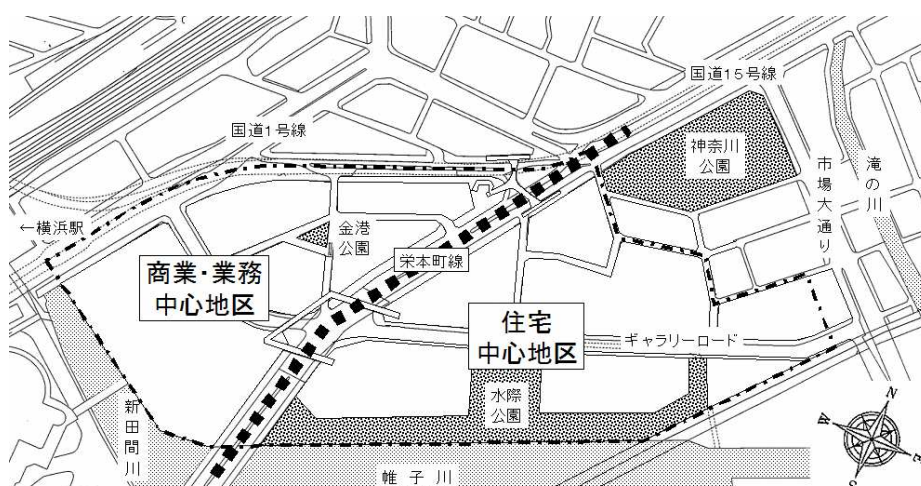 国道15号線
国道1号線
神奈川
公園
市場大通り
滝の川
←横浜駅
金港
公園
栄本町線
商業・業務
中心地区
住宅
中心地区
ギャラリーロード
水際
公園
新田間川
帷子川
N
W
E
S